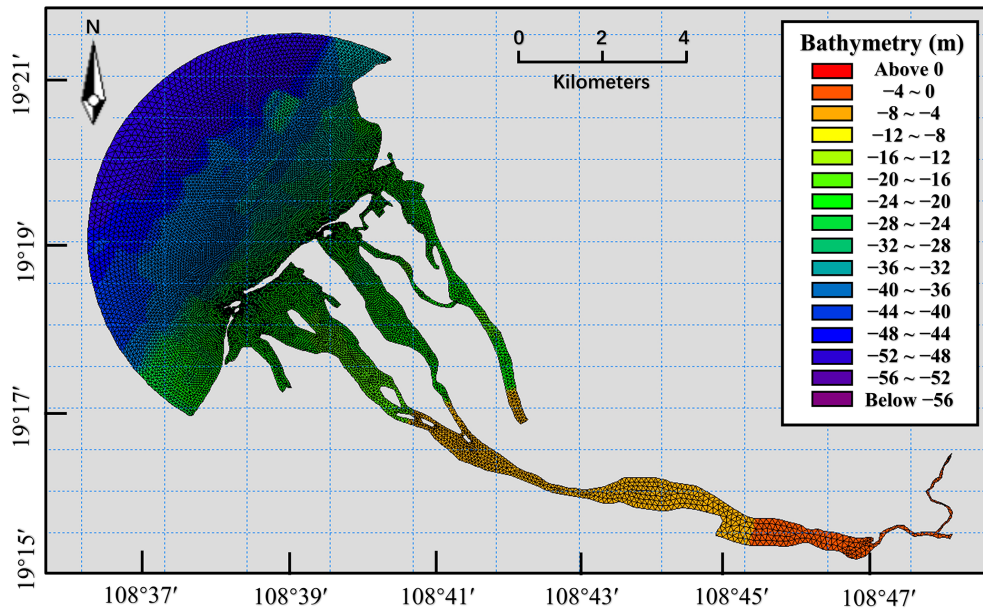 N
0 2 4
Kilometers
Bathymetry (m)
Above 0
−4 ~ 0
−8 ~ −4
−12 ~ −8
−16 ~ −12
−20 ~ −16
−24 ~ −20
−28 ~ −24
−32 ~ −28
−36 ~ −32
−40 ~ −36
−44 ~ −40
−48 ~ −44
−52 ~ −48
−56 ~ −52
Below −56
19°21′
19°19′
19°17′
19°15′
108°37′ 108°39′ 108°41′ 108°43′ 108°45′ 108°47′